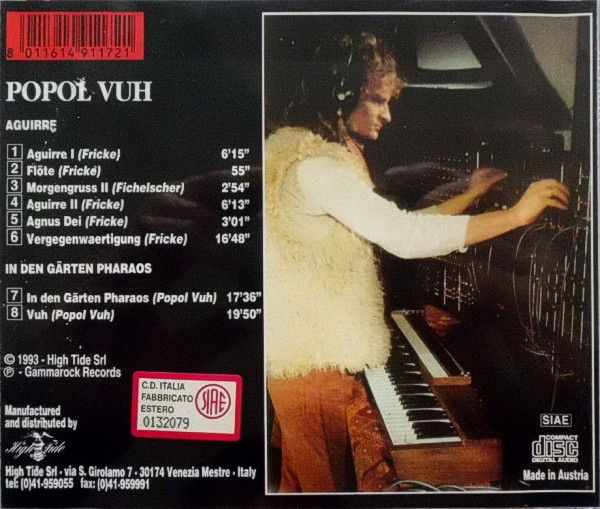 8 011614 911721
POPOL VUH
AGUIRRE
1 Aguirre I (Fricke) 6'15"
2 Flöte (Fricke) 55"
3 Morgengruss II (Fichelscher) 2'54"
4 Aguirre II (Fricke) 6'13"
5 Agnus Dei (Fricke) 3'01"
6 Vergegenwaertigung (Fricke) 16'48"
IN DEN GÄRTEN PHARAOS
7 In den Gärten Pharaos (Popol Vuh) 17'36"
8 Vuh (Popol Vuh) 19'50"
© 1993 - High Tide Srl
℗ - Gammarock Records
C.D. ITALIA
FABBRICATO
ESTERO
0132079
SIAE
Manufactured
and distributed by
High Tide
High Tide Srl - via S. Girolamo 7 - 30174 Venezia Mestre - Italy
tel: (0)41-959055 fax: (0)41-959991
SIAE
COMPACT
disc
DIGITAL AUDIO
Made in Austria